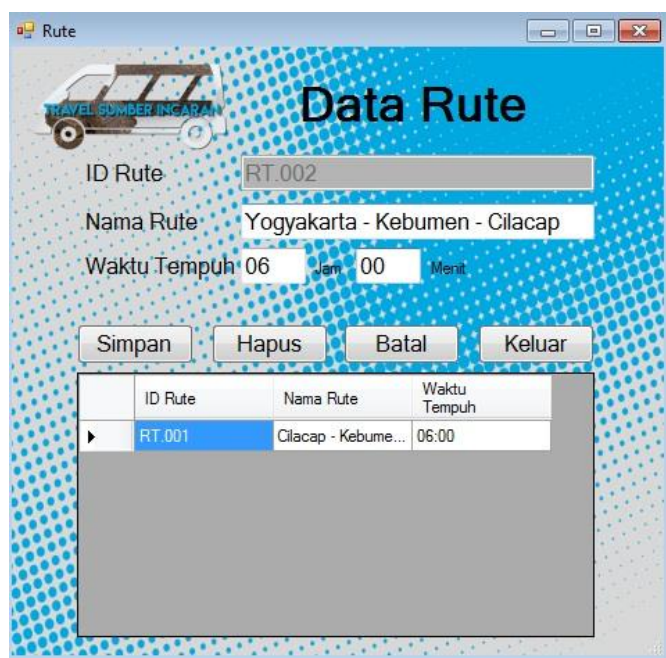 Rute
TRAVEL SUMBER INCARAN
Data Rute
ID Rute RT.002
Nama Rute Yogyakarta - Kebumen - Cilacap
Waktu Tempuh 06 Jam 00 Menit
Simpan Hapus Batal Keluar
ID Rute Nama Rute Waktu Tempuh
RT.001 Cilacap - Kebume... 06:00